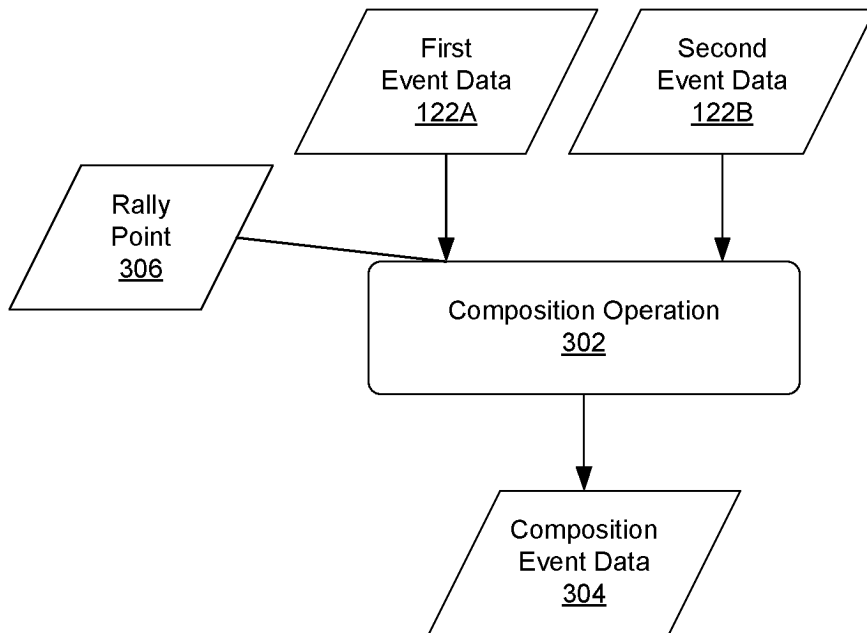 First
Event Data
122A
Second
Event Data
122B
Rally
Point
306
Composition Operation
302
Composition
Event Data
304